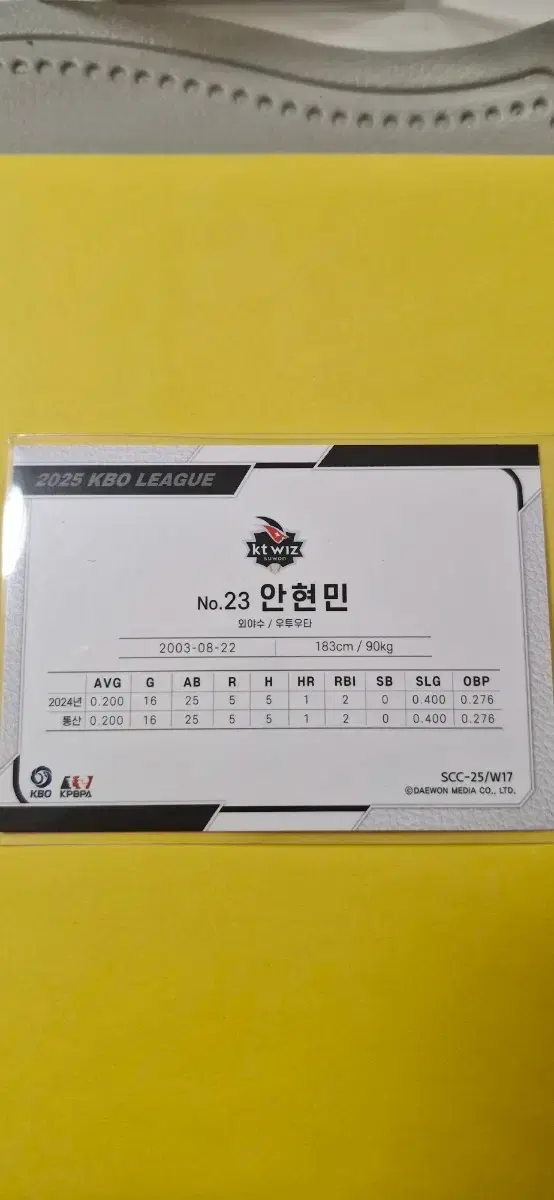 2025 KBO LEAGUE
kt wiz
SUWON
No.23 안현민
외야수 / 우투우타
2003-08-22 183cm / 90kg
AVG G AB R H HR RBI SB SLG OBP
2024년 0.200 16 25 5 5 1 2 0 0.400 0.276
통산 0.200 16 25 5 5 1 2 0 0.400 0.276
KBO KPBPA
SCC-25/W17
©DAEWON MEDIA CO., LTD.